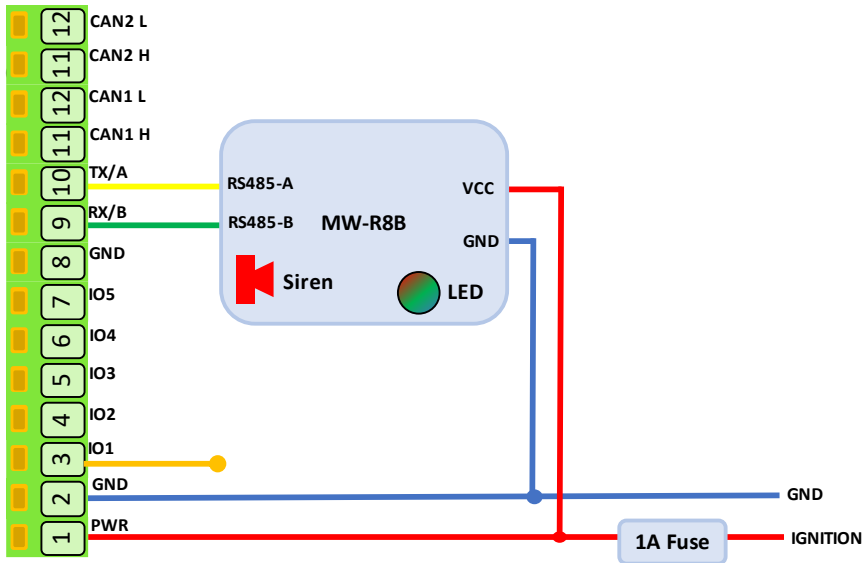 12 CAN2 L
11 CAN2 H
12 CAN1 L
11 CAN1 H
10 TX/A
9 RX/B
8 GND
7 IO5
6 IO4
5 IO3
4 IO2
3 IO1
2 GND
1 PWR
RS485-A
RS485-B
MW-R8B
VCC
GND
Siren
LED
GND
1A Fuse
IGNITION